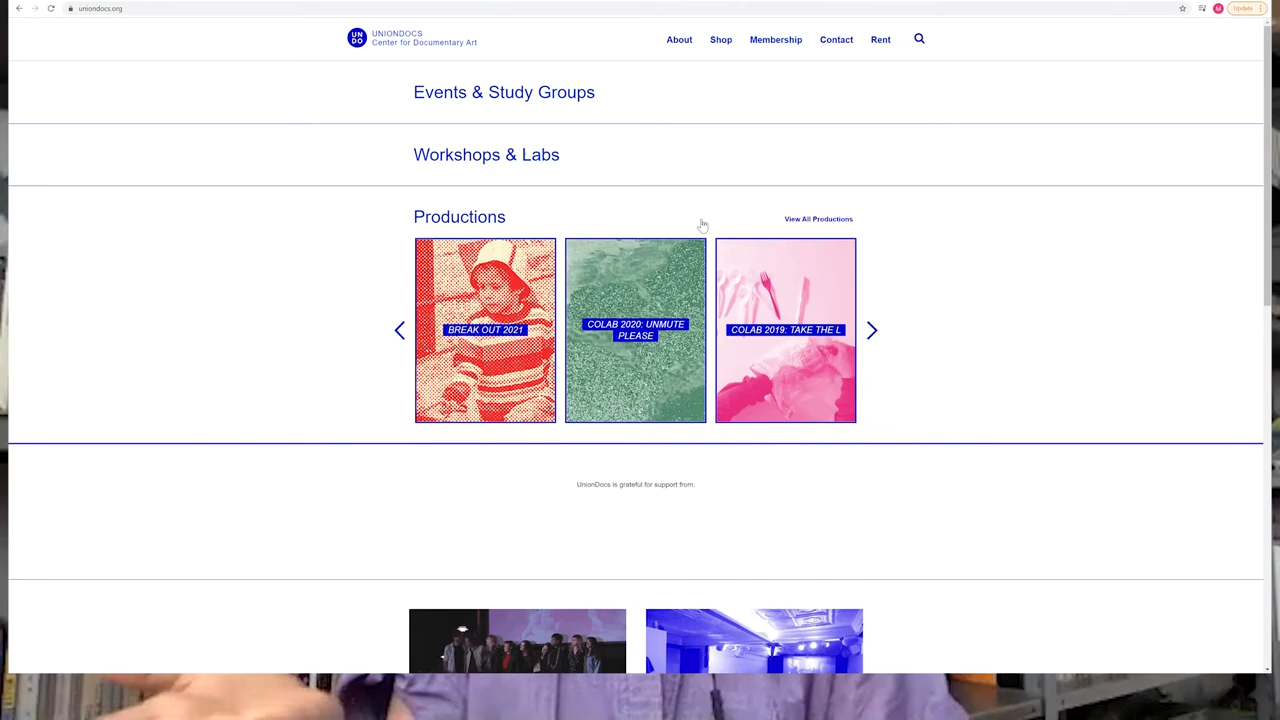 uniondocs.org
M
Update
UN
DO
UNIONDOCS
Center for Documentary Art
About
Shop
Membership
Contact
Rent
Events & Study Groups
Workshops & Labs
Productions
View All Productions
BREAK OUT 2021
COLAB 2020: UNMUTE
PLEASE
COLAB 2019: TAKE THE L
UnionDocs is grateful for support from: